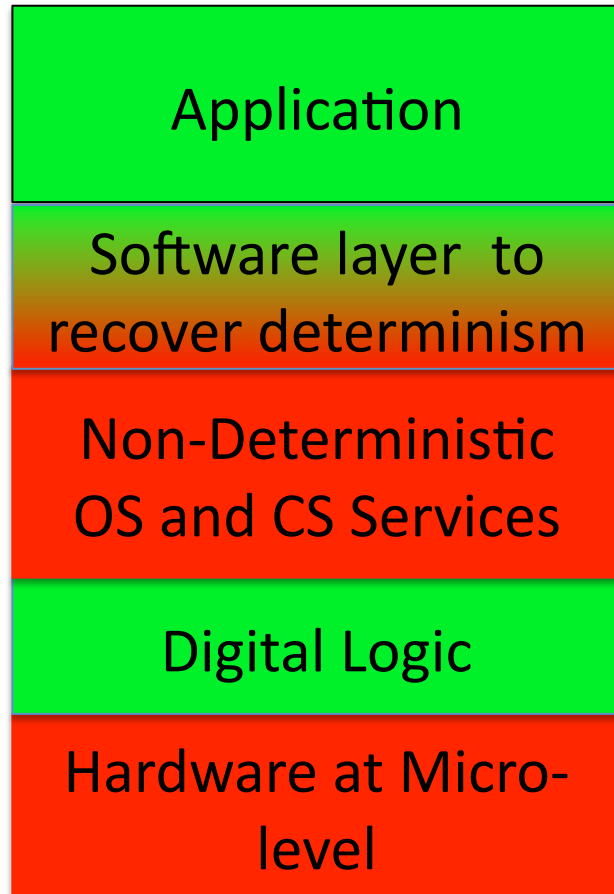 Application
Software layer to
recover determinism
Non-Deterministic
OS and CS Services
Digital Logic
Hardware at Micro-
level